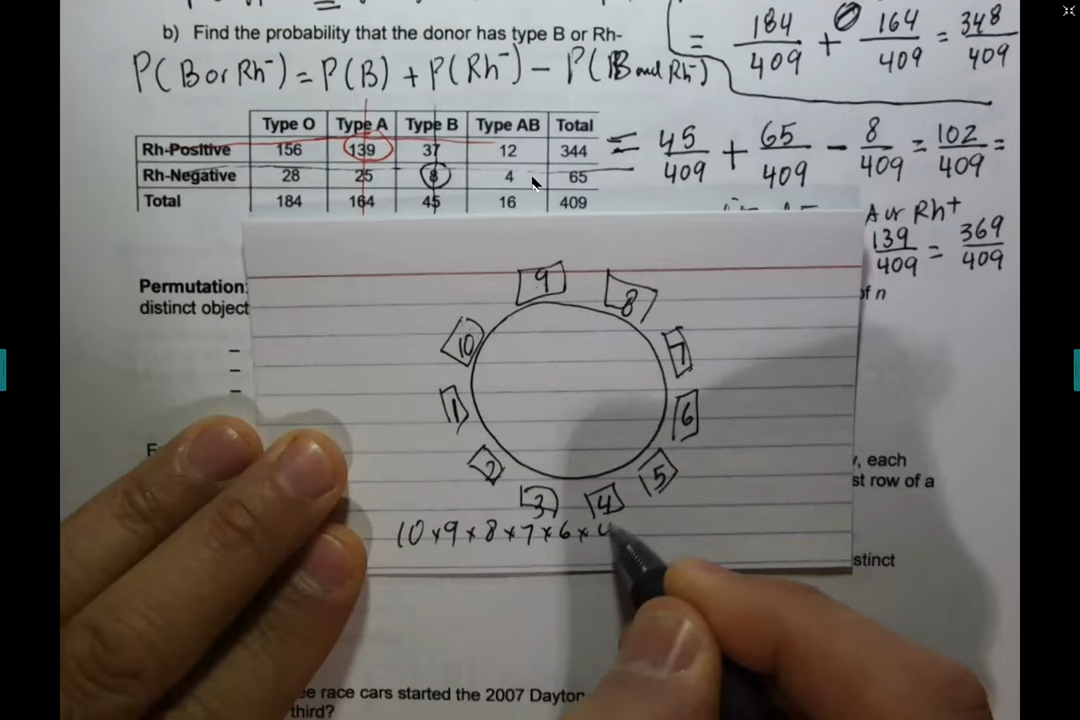 b) Find the probability that the donor has type B or Rh-
= 184/409 + 164/409 = 348/409
P(B or Rh⁻) = P(B) + P(Rh⁻) - P(B and Rh⁻)
Type O Type A Type B Type AB Total
Rh-Positive 156 139 37 12 344
Rh-Negative 28 25 8 4 65
Total 184 164 45 16 409
= 45/409 + 65/409 - 8/409 = 102/409 =
A or Rh+
139/409 = 369/409
Permutation:
of n
distinct object
9
8
10
7
1
6
2
5
3
4
, each
st row of a
10 × 9 × 8 × 7 × 6 ×
stinct
ee race cars started the 2007 Dayton
third?